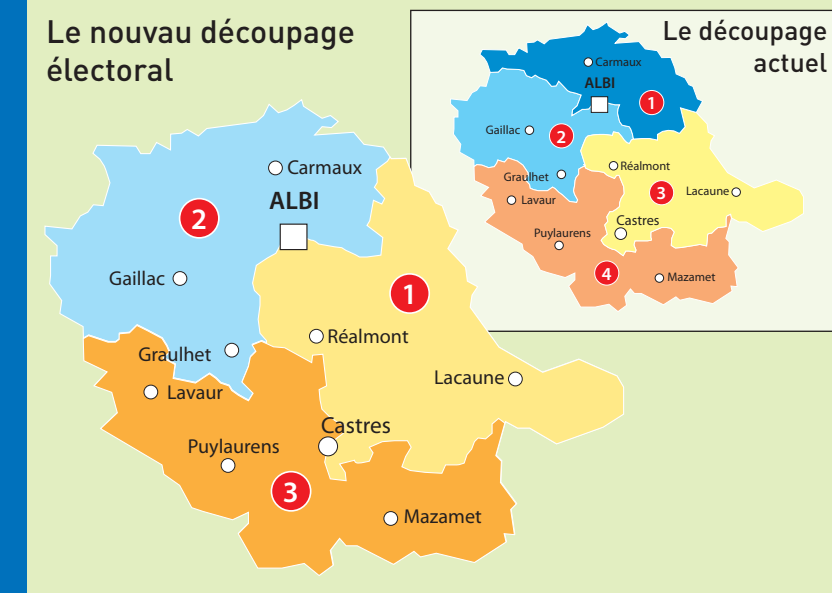 Le nouvau découpage
électoral
Carmaux
ALBI
2
Gaillac
1
Réalmont
Graulhet
Lacaune
Lavaur
Castres
Puylaurens
3
Mazamet
Le découpage
actuel
Carmaux
ALBI
1
Gaillac
2
Réalmont
Graulhet
3
Lacaune
Lavaur
Castres
Puylaurens
4
Mazamet